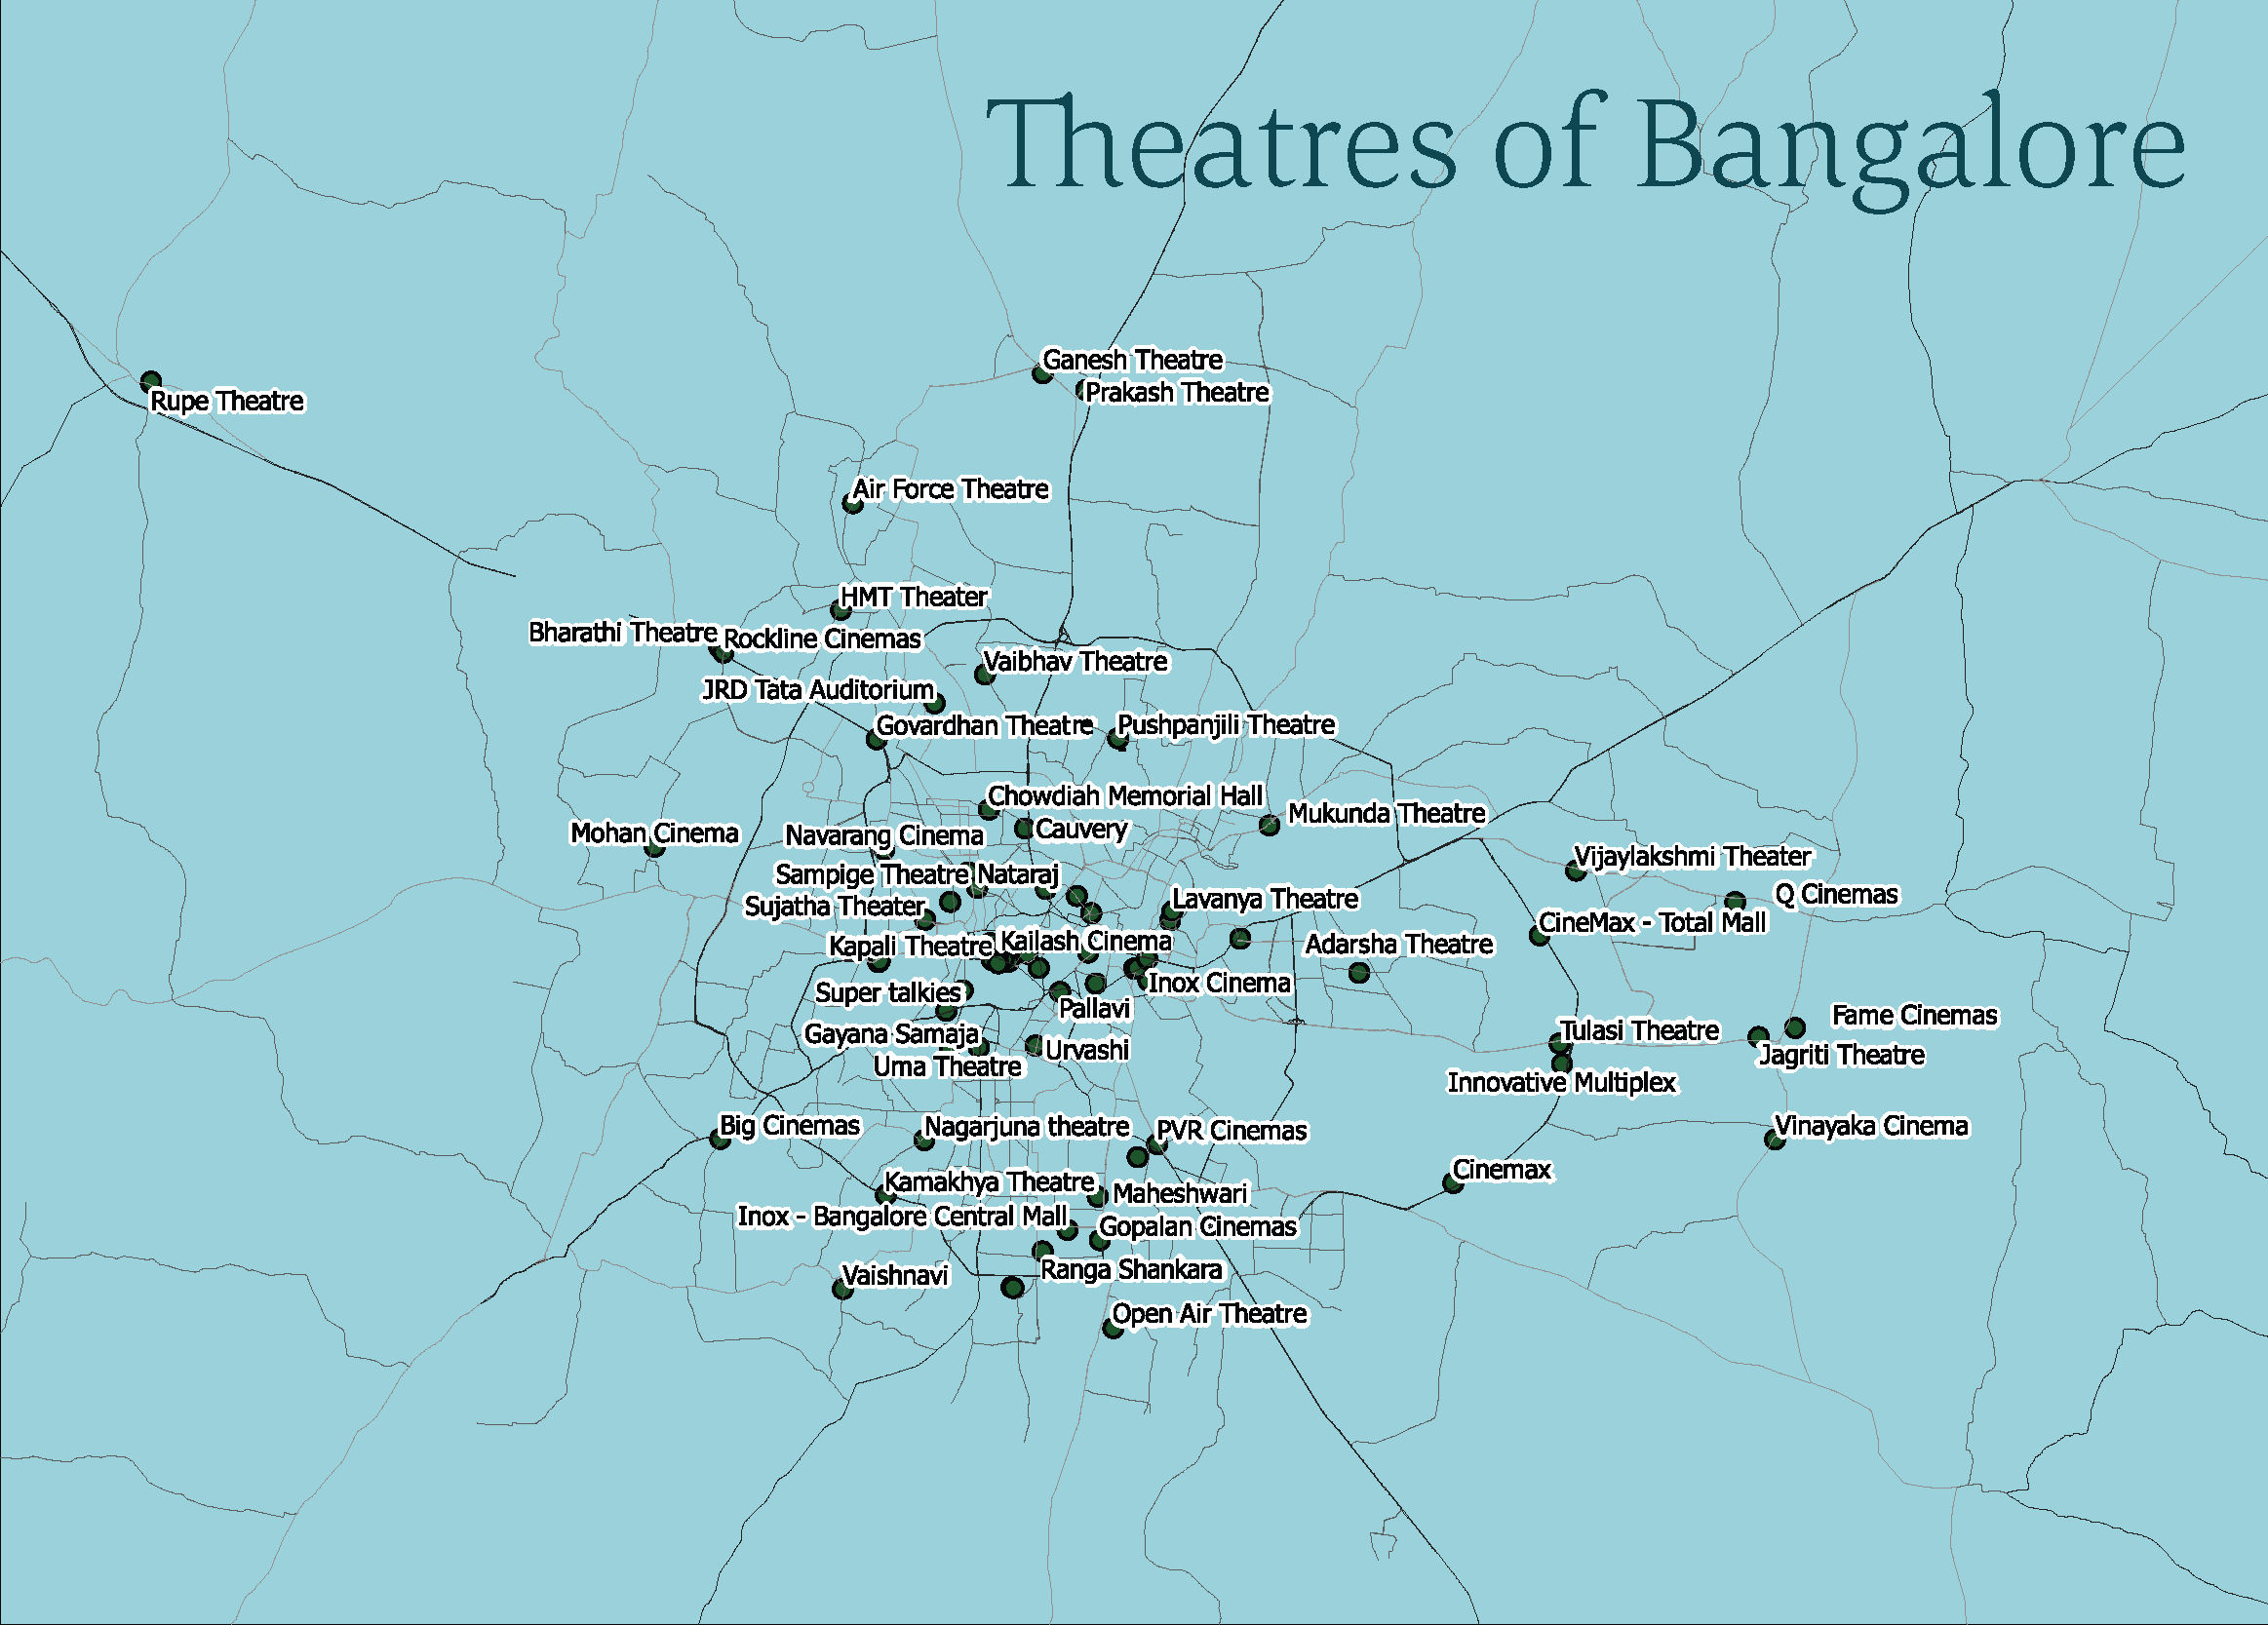 Theatres of Bangalore
Ganesh Theatre
Prakash Theatre
Rupe Theatre
Air Force Theatre
HMT Theater
Bharathi Theatre
Rockline Cinemas
Vaibhav Theatre
JRD Tata Auditorium
Govardhan Theatre
Pushpanjili Theatre
Chowdiah Memorial Hall
Mukunda Theatre
Mohan Cinema
Navarang Cinema
Cauvery
Vijaylakshmi Theater
Sampige Theatre
Nataraj
Q Cinemas
Sujatha Theater
Lavanya Theatre
CineMax - Total Mall
Kapali Theatre
Kailash Cinema
Adarsha Theatre
Super talkies
Inox Cinema
Pallavi
Fame Cinemas
Gayana Samaja
Tulasi Theatre
Urvashi
Jagriti Theatre
Uma Theatre
Innovative Multiplex
Big Cinemas
Nagarjuna theatre
PVR Cinemas
Vinayaka Cinema
Cinemax
Kamakhya Theatre
Maheshwari
Inox - Bangalore Central Mall
Gopalan Cinemas
Vaishnavi
Ranga Shankara
Open Air Theatre